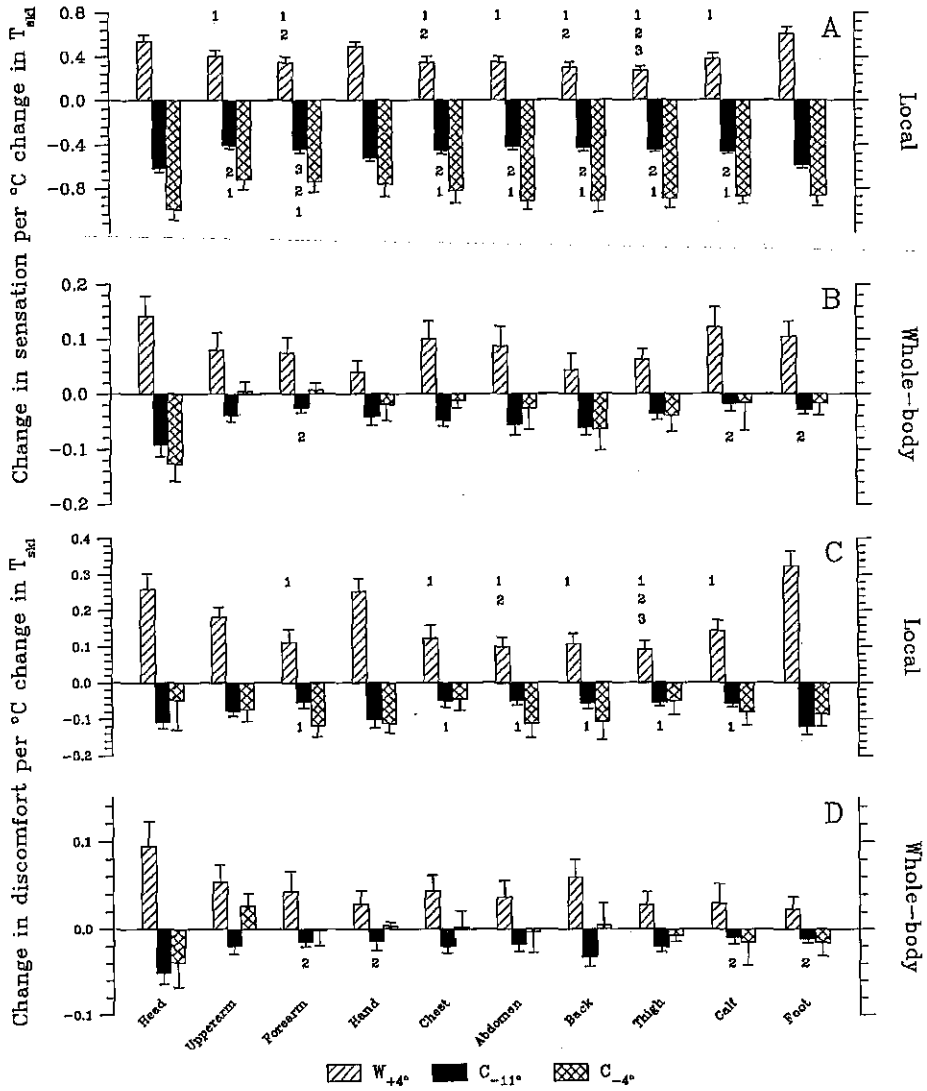 Change in sensation per °C change in Tskl
Change in discomfort per °C change in Tskl
A
Local
0.8
0.4
0.0
-0.4
-0.8
1 1 1 1 1 1 1
2 2 2 2
3
2 3 2 2 2 2 1
1 2 1 1 1 1
1
B
Whole-body
0.2
0.1
0.0
-0.1
-0.2
2 2 2
C
Local
0.4
0.3
0.2
0.1
0.0
-0.1
-0.2
1 1 1 1 1 1
2 2
3
1 1 1 1 1 1
D
Whole-body
0.1
0.0
-0.1
2 2 2 2
Head Upperarm Forearm Hand Chest Abdomen Back Thigh Calf Foot
W+4° C-11° C-4°